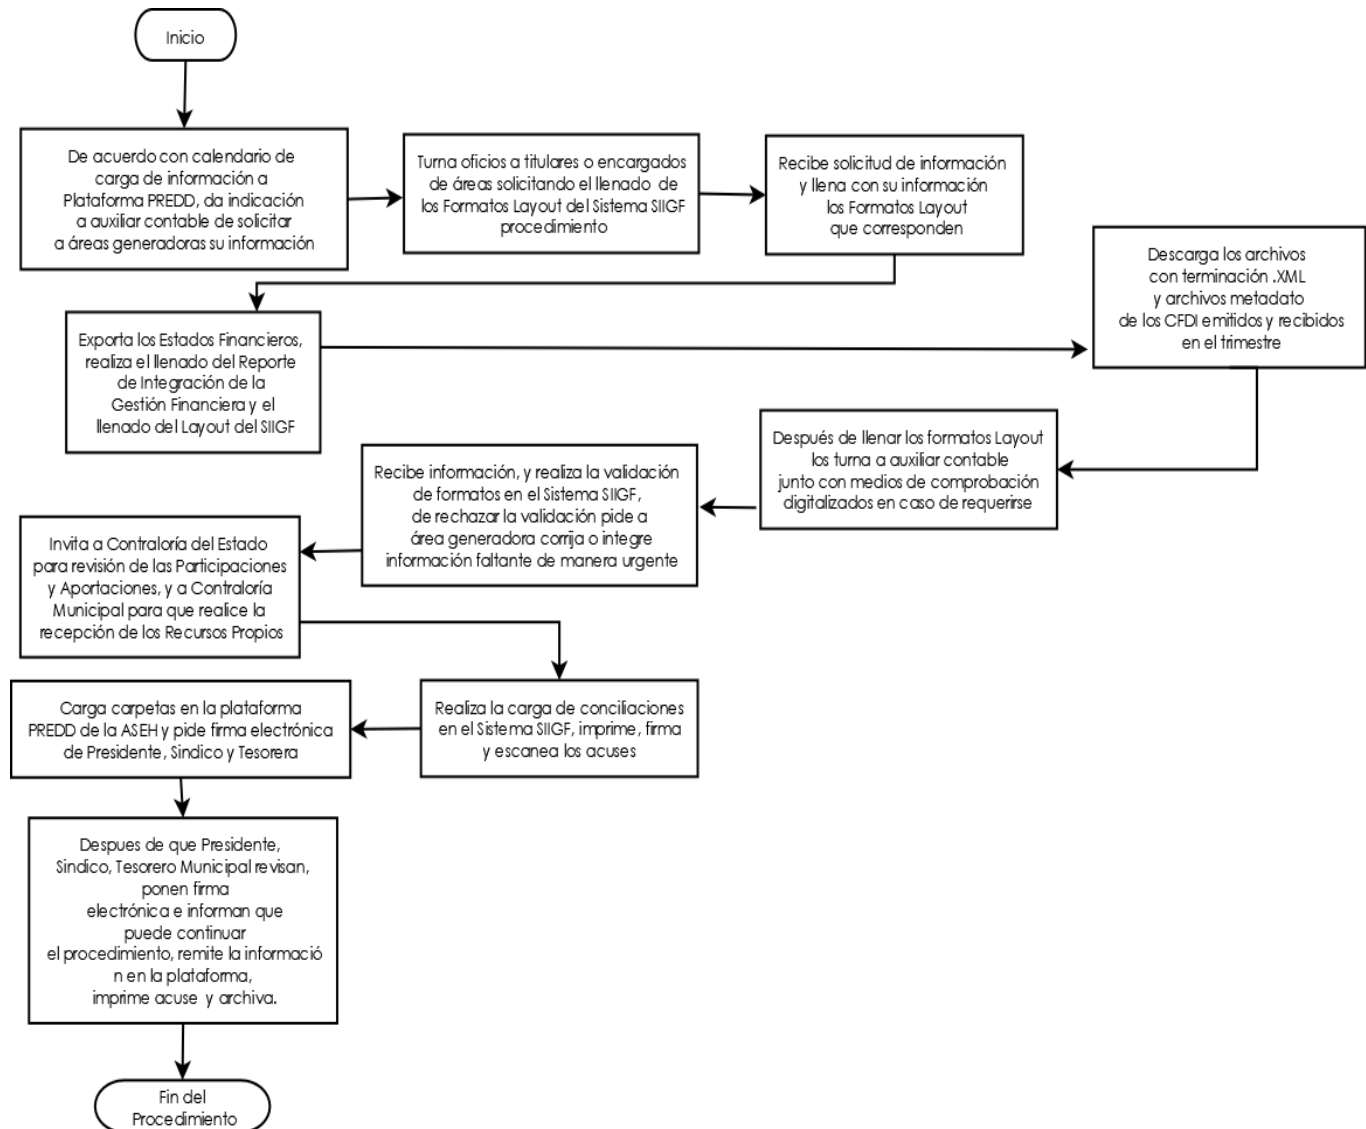 Inicio
De acuerdo con calendario de
carga de información a
Plataforma PREDD, da indicación
a auxiliar contable de solicitar
a áreas generadoras su información
Turna oficios a titulares o encargados
de áreas solicitando el llenado de
los Formatos Layout del Sistema SIIGF
procedimiento
Recibe solicitud de información
y llena con su información
los Formatos Layout
que corresponden
Exporta los Estados Financieros,
realiza el llenado del Reporte
de Integración de la
Gestión Financiera y el
llenado del Layout del SIIGF
Descarga los archivos
con terminación .XML
y archivos metadato
de los CFDI emitidos y recibidos
en el trimestre
Después de llenar los formatos Layout
los turna a auxiliar contable
junto con medios de comprobación
digitalizados en caso de requerirse
Recibe información, y realiza la validación
de formatos en el Sistema SIIGF,
de rechazar la validación pide a
área generadora corrija o integre
información faltante de manera urgente
Invita a Contraloría del Estado
para revisión de las Participaciones
y Aportaciones, y a Contraloría
Municipal para que realice la
recepción de los Recursos Propios
Realiza la carga de conciliaciones
en el Sistema SIIGF, imprime, firma
y escanea los acuses
Carga carpetas en la plataforma
PREDD de la ASEH y pide firma electrónica
de Presidente, Sindico y Tesorera
Despues de que Presidente,
Sindico, Tesorero Municipal revisan,
ponen firma
electrónica e informan que
puede continuar
el procedimiento, remite la informació
n en la plataforma,
imprime acuse y archiva.
Fin del
Procedimiento